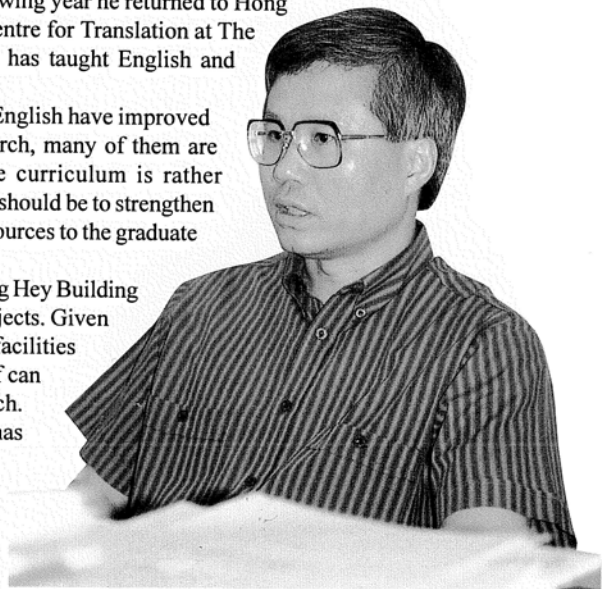 wing year he returned to Hong
entre for Translation at The
has taught English and
English have improved
rch, many of them are
e curriculum is rather
should be to strengthen
ources to the graduate
g Hey Building
jects. Given
facilities
f can
ch.
nas